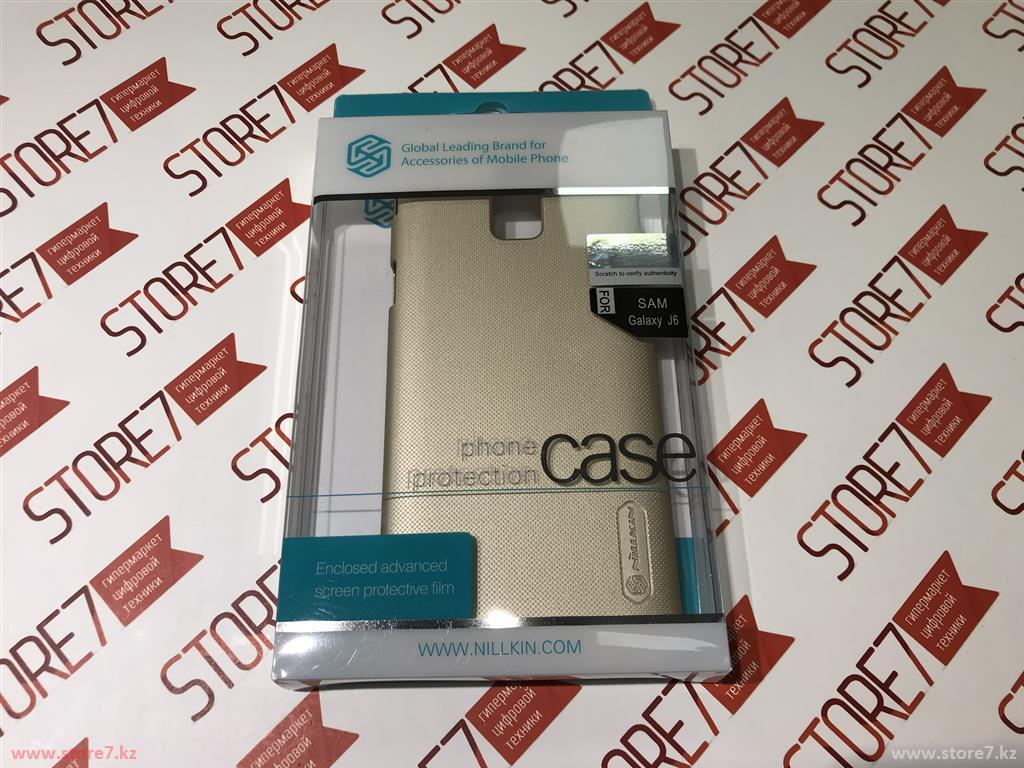 Global Leading Brand for
Accessories of Mobile Phone
Scratch to verify authenticity
FOR
SAM
Galaxy J6
phone
protection
case
NILLKIN
Enclosed advanced
screen protective film
WWW.NILLKIN.COM
STORE7
гипермаркет
цифровой
техники
www.store7.kz
www.store7.kz